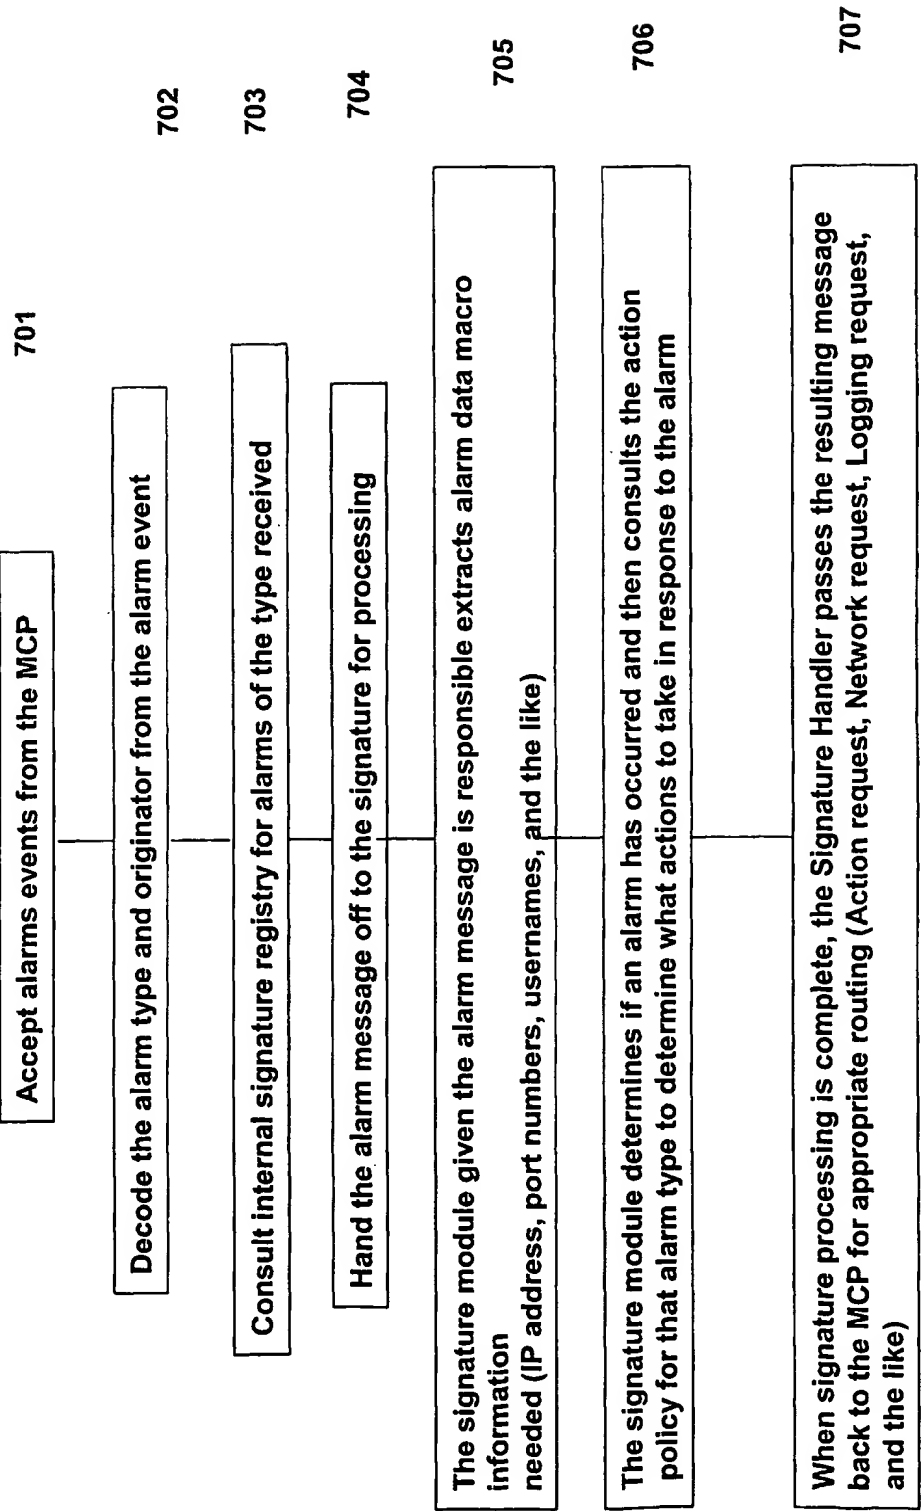 Accept alarms events from the MCP
701
Decode the alarm type and originator from the alarm event
702
Consult internal signature registry for alarms of the type received
703
Hand the alarm message off to the signature for processing
704
The signature module given the alarm message is responsible extracts alarm data macro
information
needed (IP address, port numbers, usernames, and the like)
705
The signature module determines if an alarm has occurred and then consults the action
policy for that alarm type to determine what actions to take in response to the alarm
706
When signature processing is complete, the Signature Handler passes the resulting message
back to the MCP for appropriate routing (Action request, Network request, Logging request,
and the like)
707